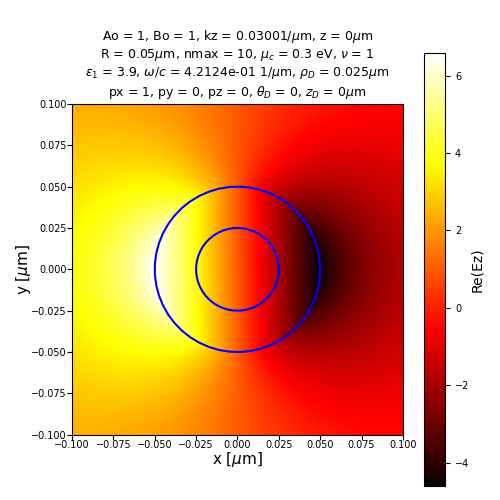 Ao = 1, Bo = 1, kz = 0.03001/μm, z = 0μm
R = 0.05μm, nmax = 10, μc = 0.3 eV, ν = 1
ε1 = 3.9, ω/c = 4.2124e-01 1/μm, ρD = 0.025μm
px = 1, py = 0, pz = 0, θD = 0, zD = 0μm
0.100
0.075
0.050
0.025
0.000
−0.025
−0.050
−0.075
−0.100
y [μm]
−0.100 −0.075 −0.050 −0.025 0.000 0.025 0.050 0.075 0.100
x [μm]
6
4
2
0
−2
−4
Re(Ez)